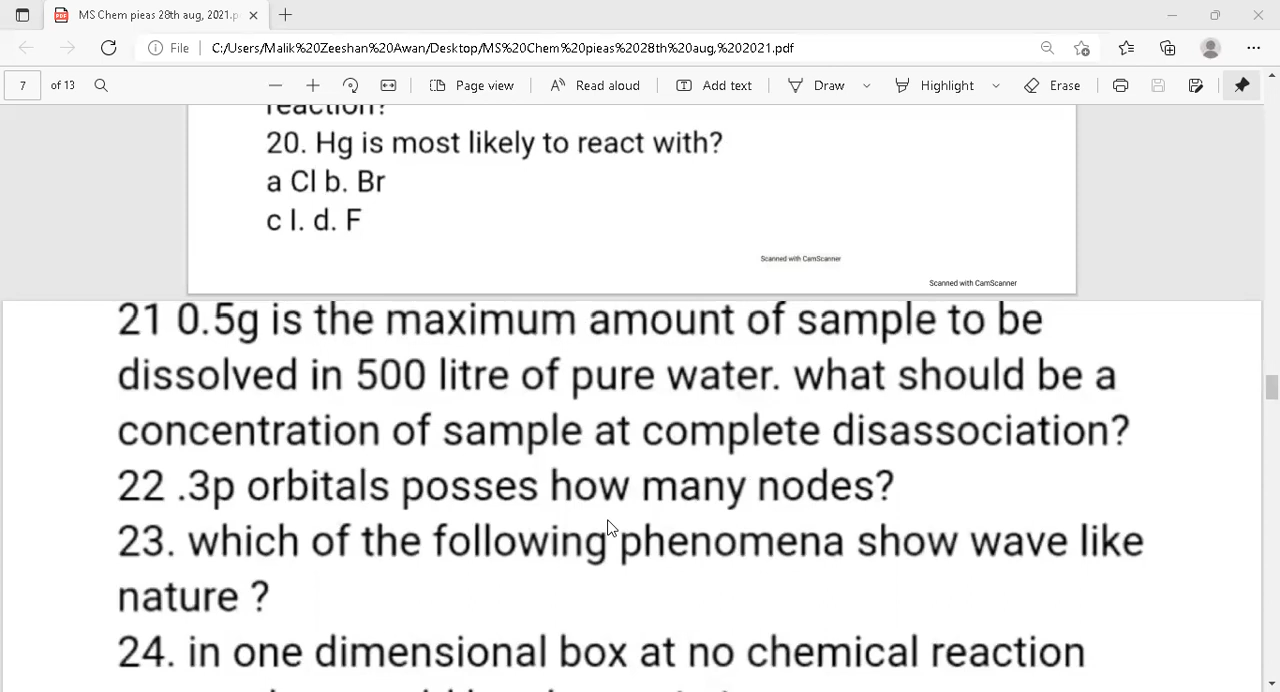 MS Chem pieas 28th aug, 2021.p
File
C:/Users/Malik%20Zeeshan%20Awan/Desktop/MS%20Chem%20pieas%2028th%20aug,%202021.pdf
7 of 13
Page view
Read aloud
Add text
Draw
Highlight
Erase
reaction?
20. Hg is most likely to react with?
a Cl b. Br
c I. d. F
Scanned with CamScanner
Scanned with CamScanner
21 0.5g is the maximum amount of sample to be
dissolved in 500 litre of pure water. what should be a
concentration of sample at complete disassociation?
22 .3p orbitals posses how many nodes?
23. which of the following phenomena show wave like
nature ?
24. in one dimensional box at no chemical reaction